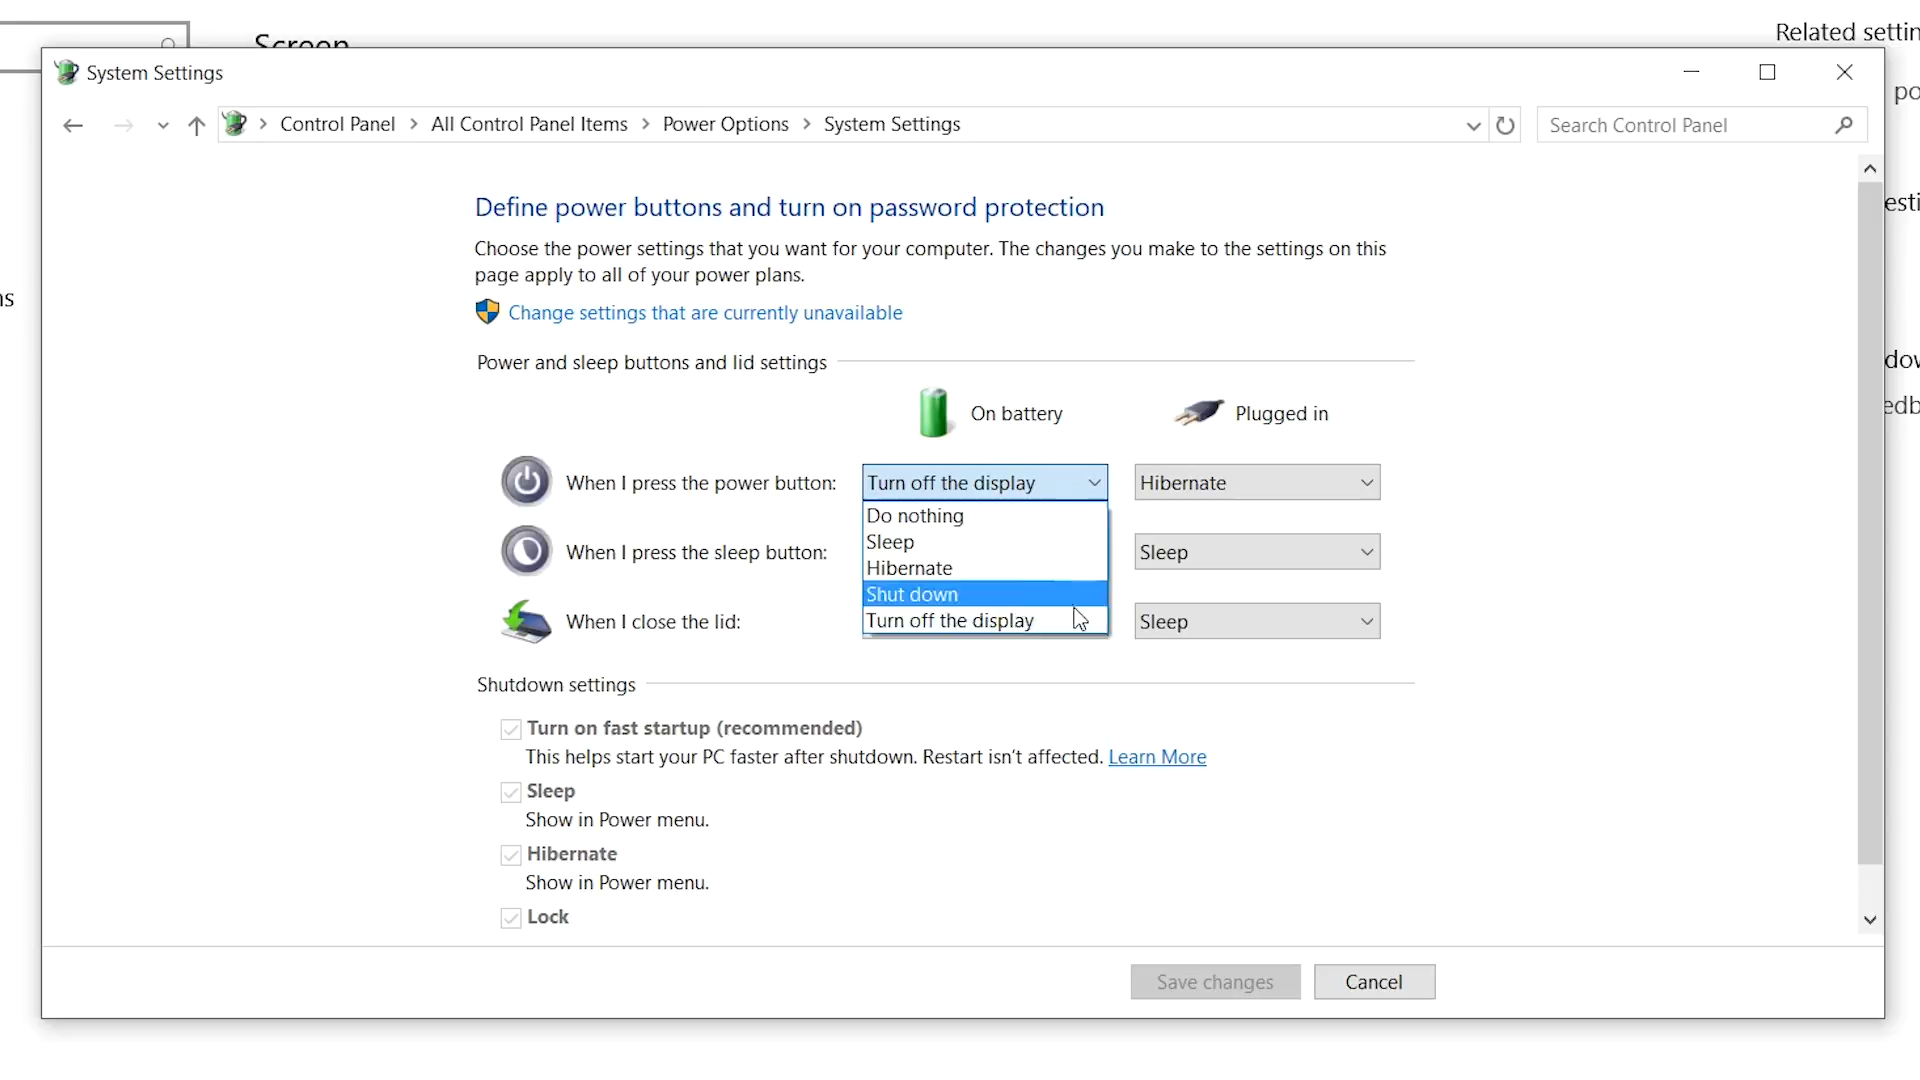 Related settin
System Settings
Control Panel > All Control Panel Items > Power Options > System Settings
Search Control Panel
Define power buttons and turn on password protection
Choose the power settings that you want for your computer. The changes you make to the settings on this
page apply to all of your power plans.
Change settings that are currently unavailable
Power and sleep buttons and lid settings
On battery
Plugged in
When I press the power button:
Turn off the display
Hibernate
Do nothing
Sleep
Hibernate
Shut down
Turn off the display
When I press the sleep button:
Sleep
When I close the lid:
Sleep
Shutdown settings
Turn on fast startup (recommended)
This helps start your PC faster after shutdown. Restart isn't affected. Learn More
Sleep
Show in Power menu.
Hibernate
Show in Power menu.
Lock
Save changes
Cancel